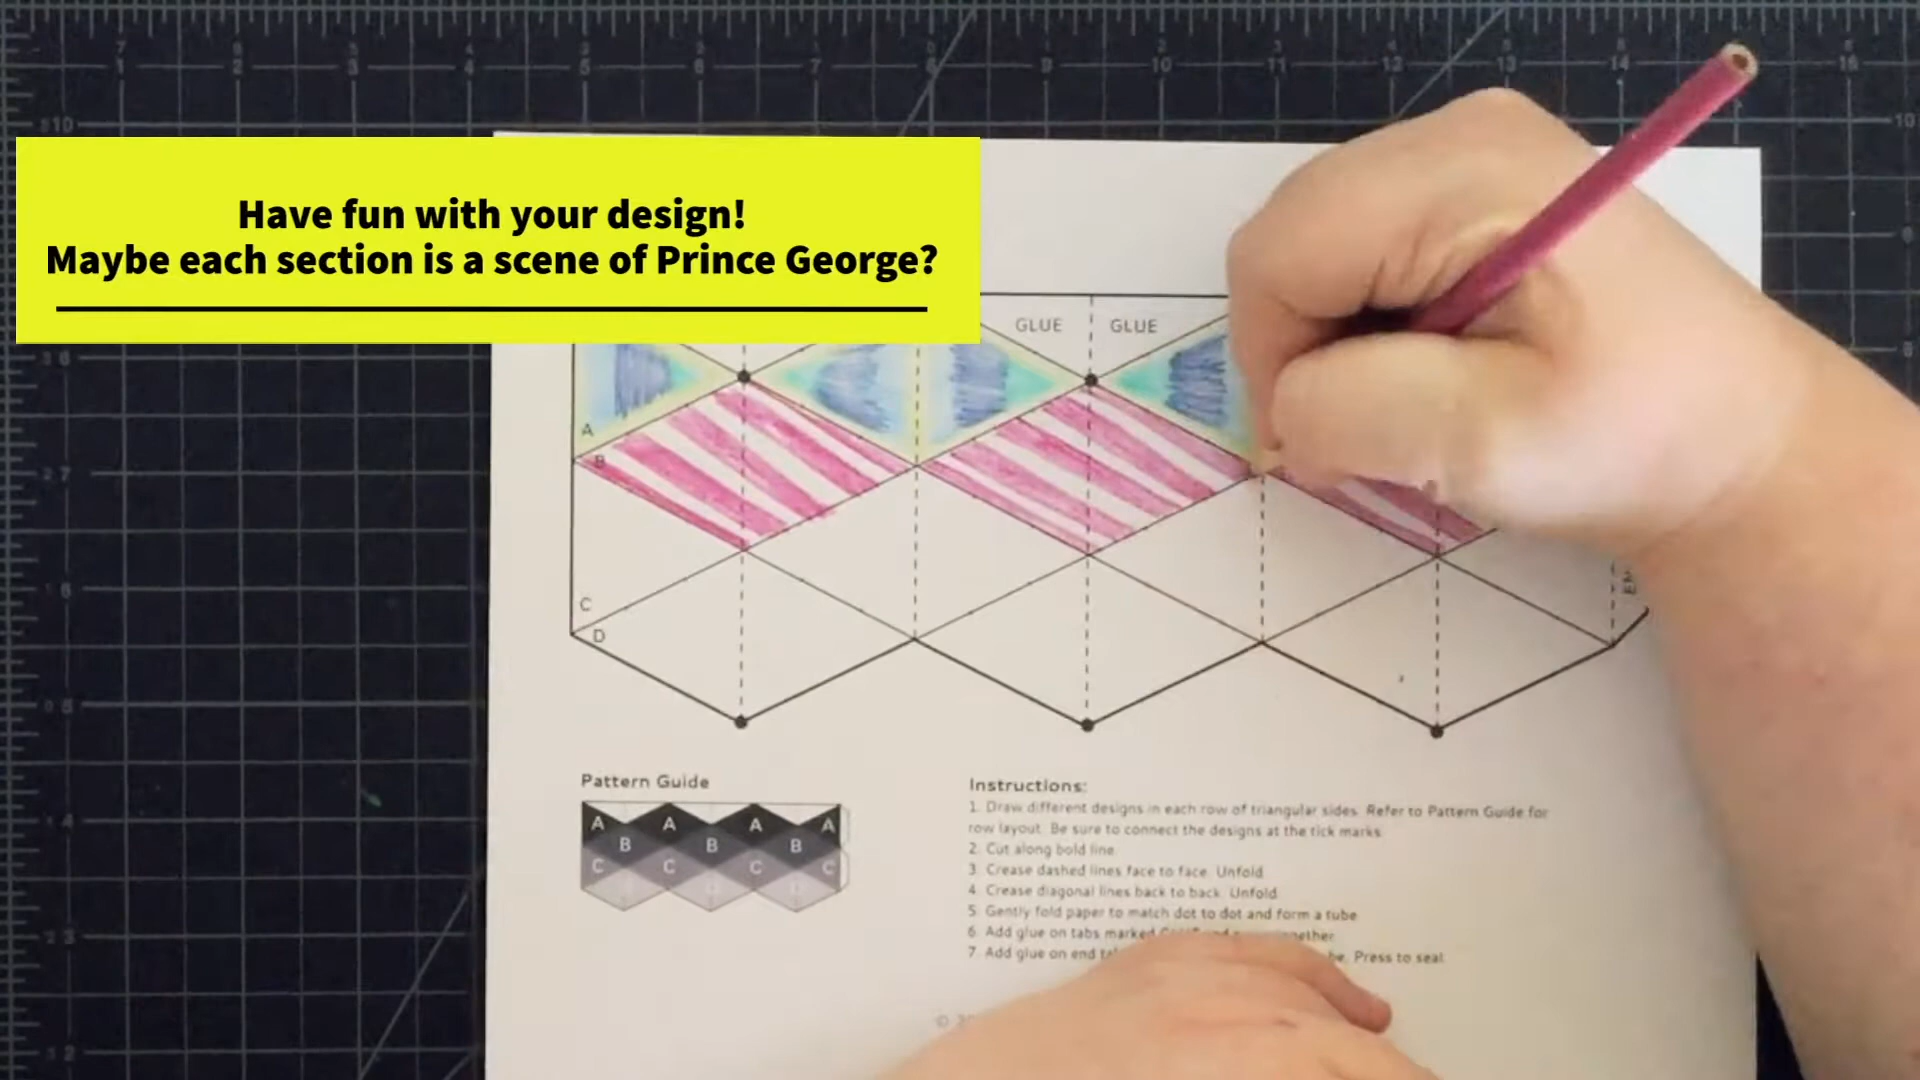 Have fun with your design!
Maybe each section is a scene of Prince George?
GLUE GLUE
A
B
C
D
Pattern Guide
A A A A
B B B
C C C C
D D D
Instructions:
1. Draw different designs in each row of triangular sides. Refer to Pattern Guide for
row layout. Be sure to connect the designs at the tick marks.
2. Cut along bold line.
3. Crease dashed lines face to face. Unfold.
4. Crease diagonal lines back to back. Unfold.
5. Gently fold paper to match dot to dot and form a tube.
6. Add glue on tabs marked
7. Add glue on end Press to seal.